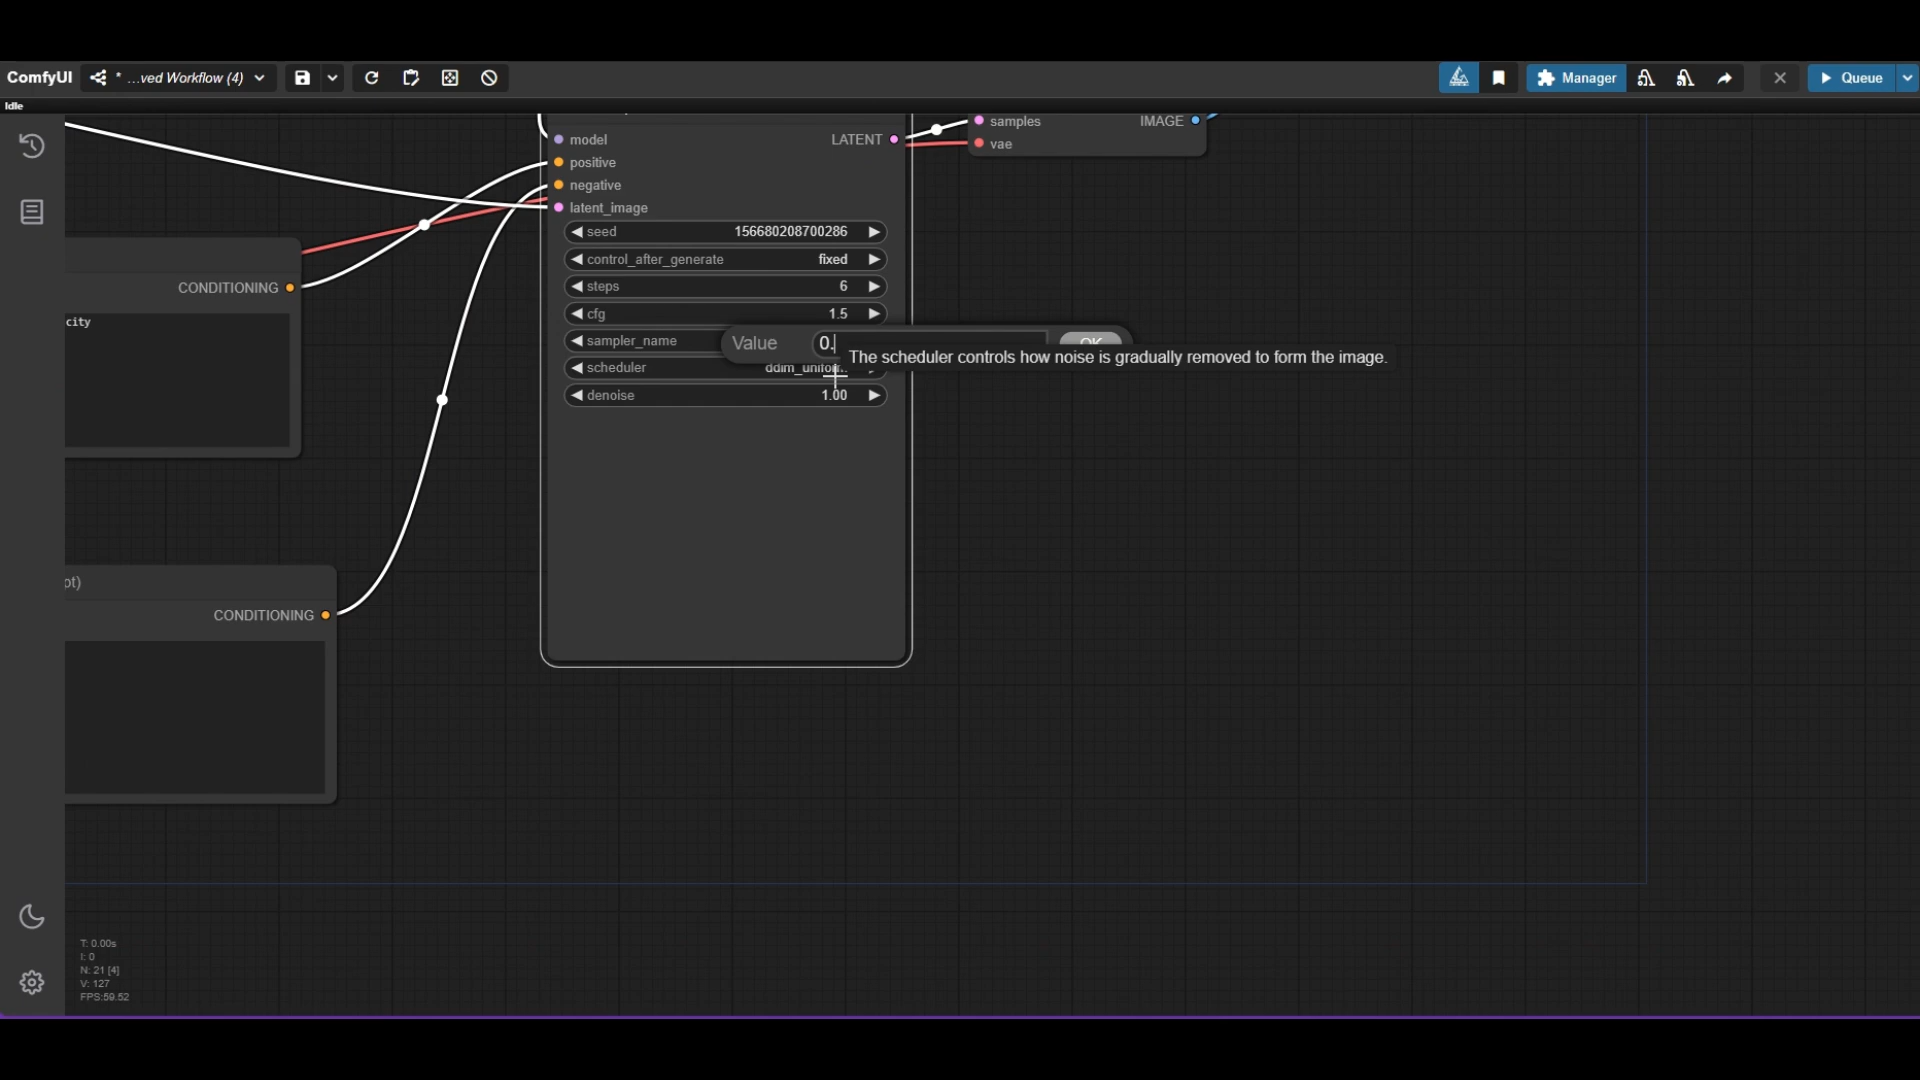 ComfyUI
* ...ved Workflow (4)
Manager
Queue
Idle
model
LATENT
positive
negative
latent_image
seed 156680208700286
control_after_generate fixed
steps 6
cfg 1.5
sampler_name
scheduler
denoise 1.00
samples IMAGE
vae
Value 0.
The scheduler controls how noise is gradually removed to form the image.
CONDITIONING
city
pt)
CONDITIONING
T: 0.00s
I: 0
N: 21 [4]
V: 127
FPS:59.52